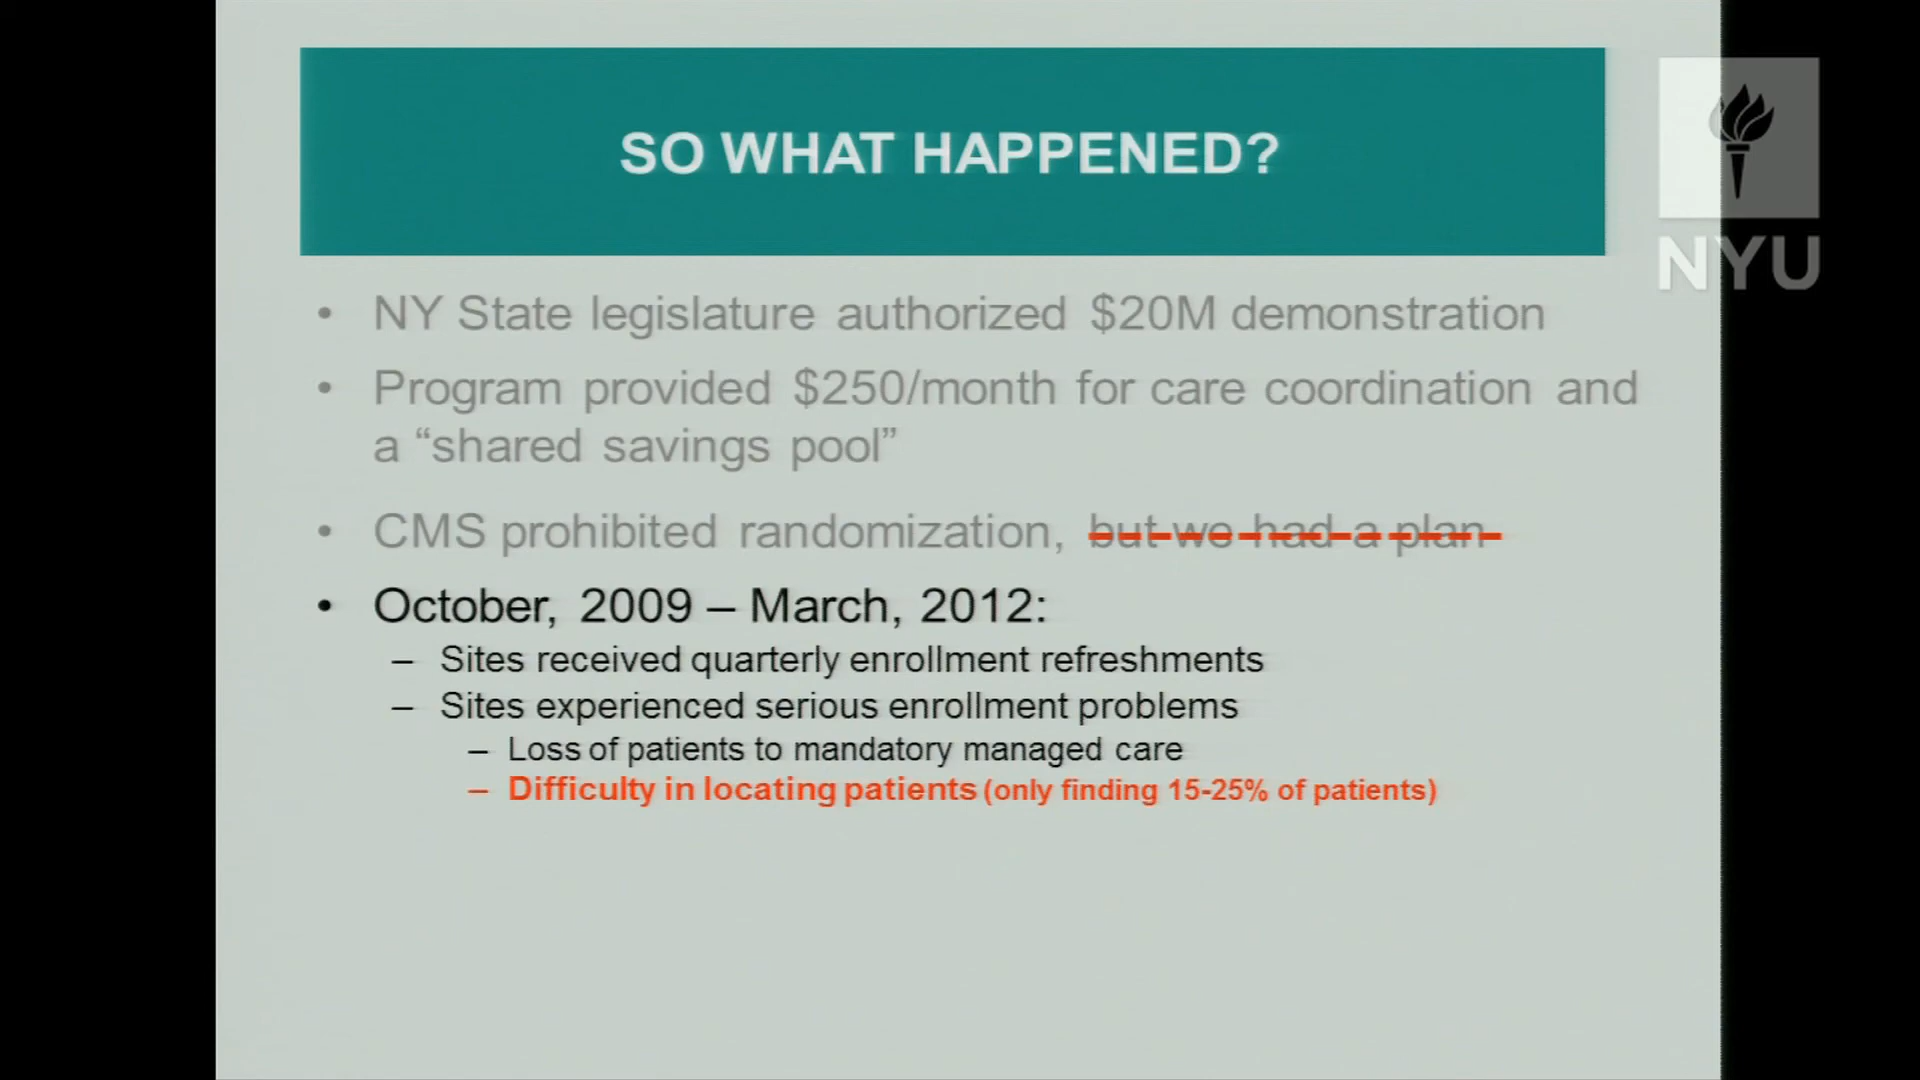 SO WHAT HAPPENED?
NYU
• NY State legislature authorized $20M demonstration
• Program provided $250/month for care coordination and
a “shared savings pool”
• CMS prohibited randomization, but we had a plan
• October, 2009 – March, 2012:
– Sites received quarterly enrollment refreshments
– Sites experienced serious enrollment problems
– Loss of patients to mandatory managed care
– Difficulty in locating patients (only finding 15-25% of patients)